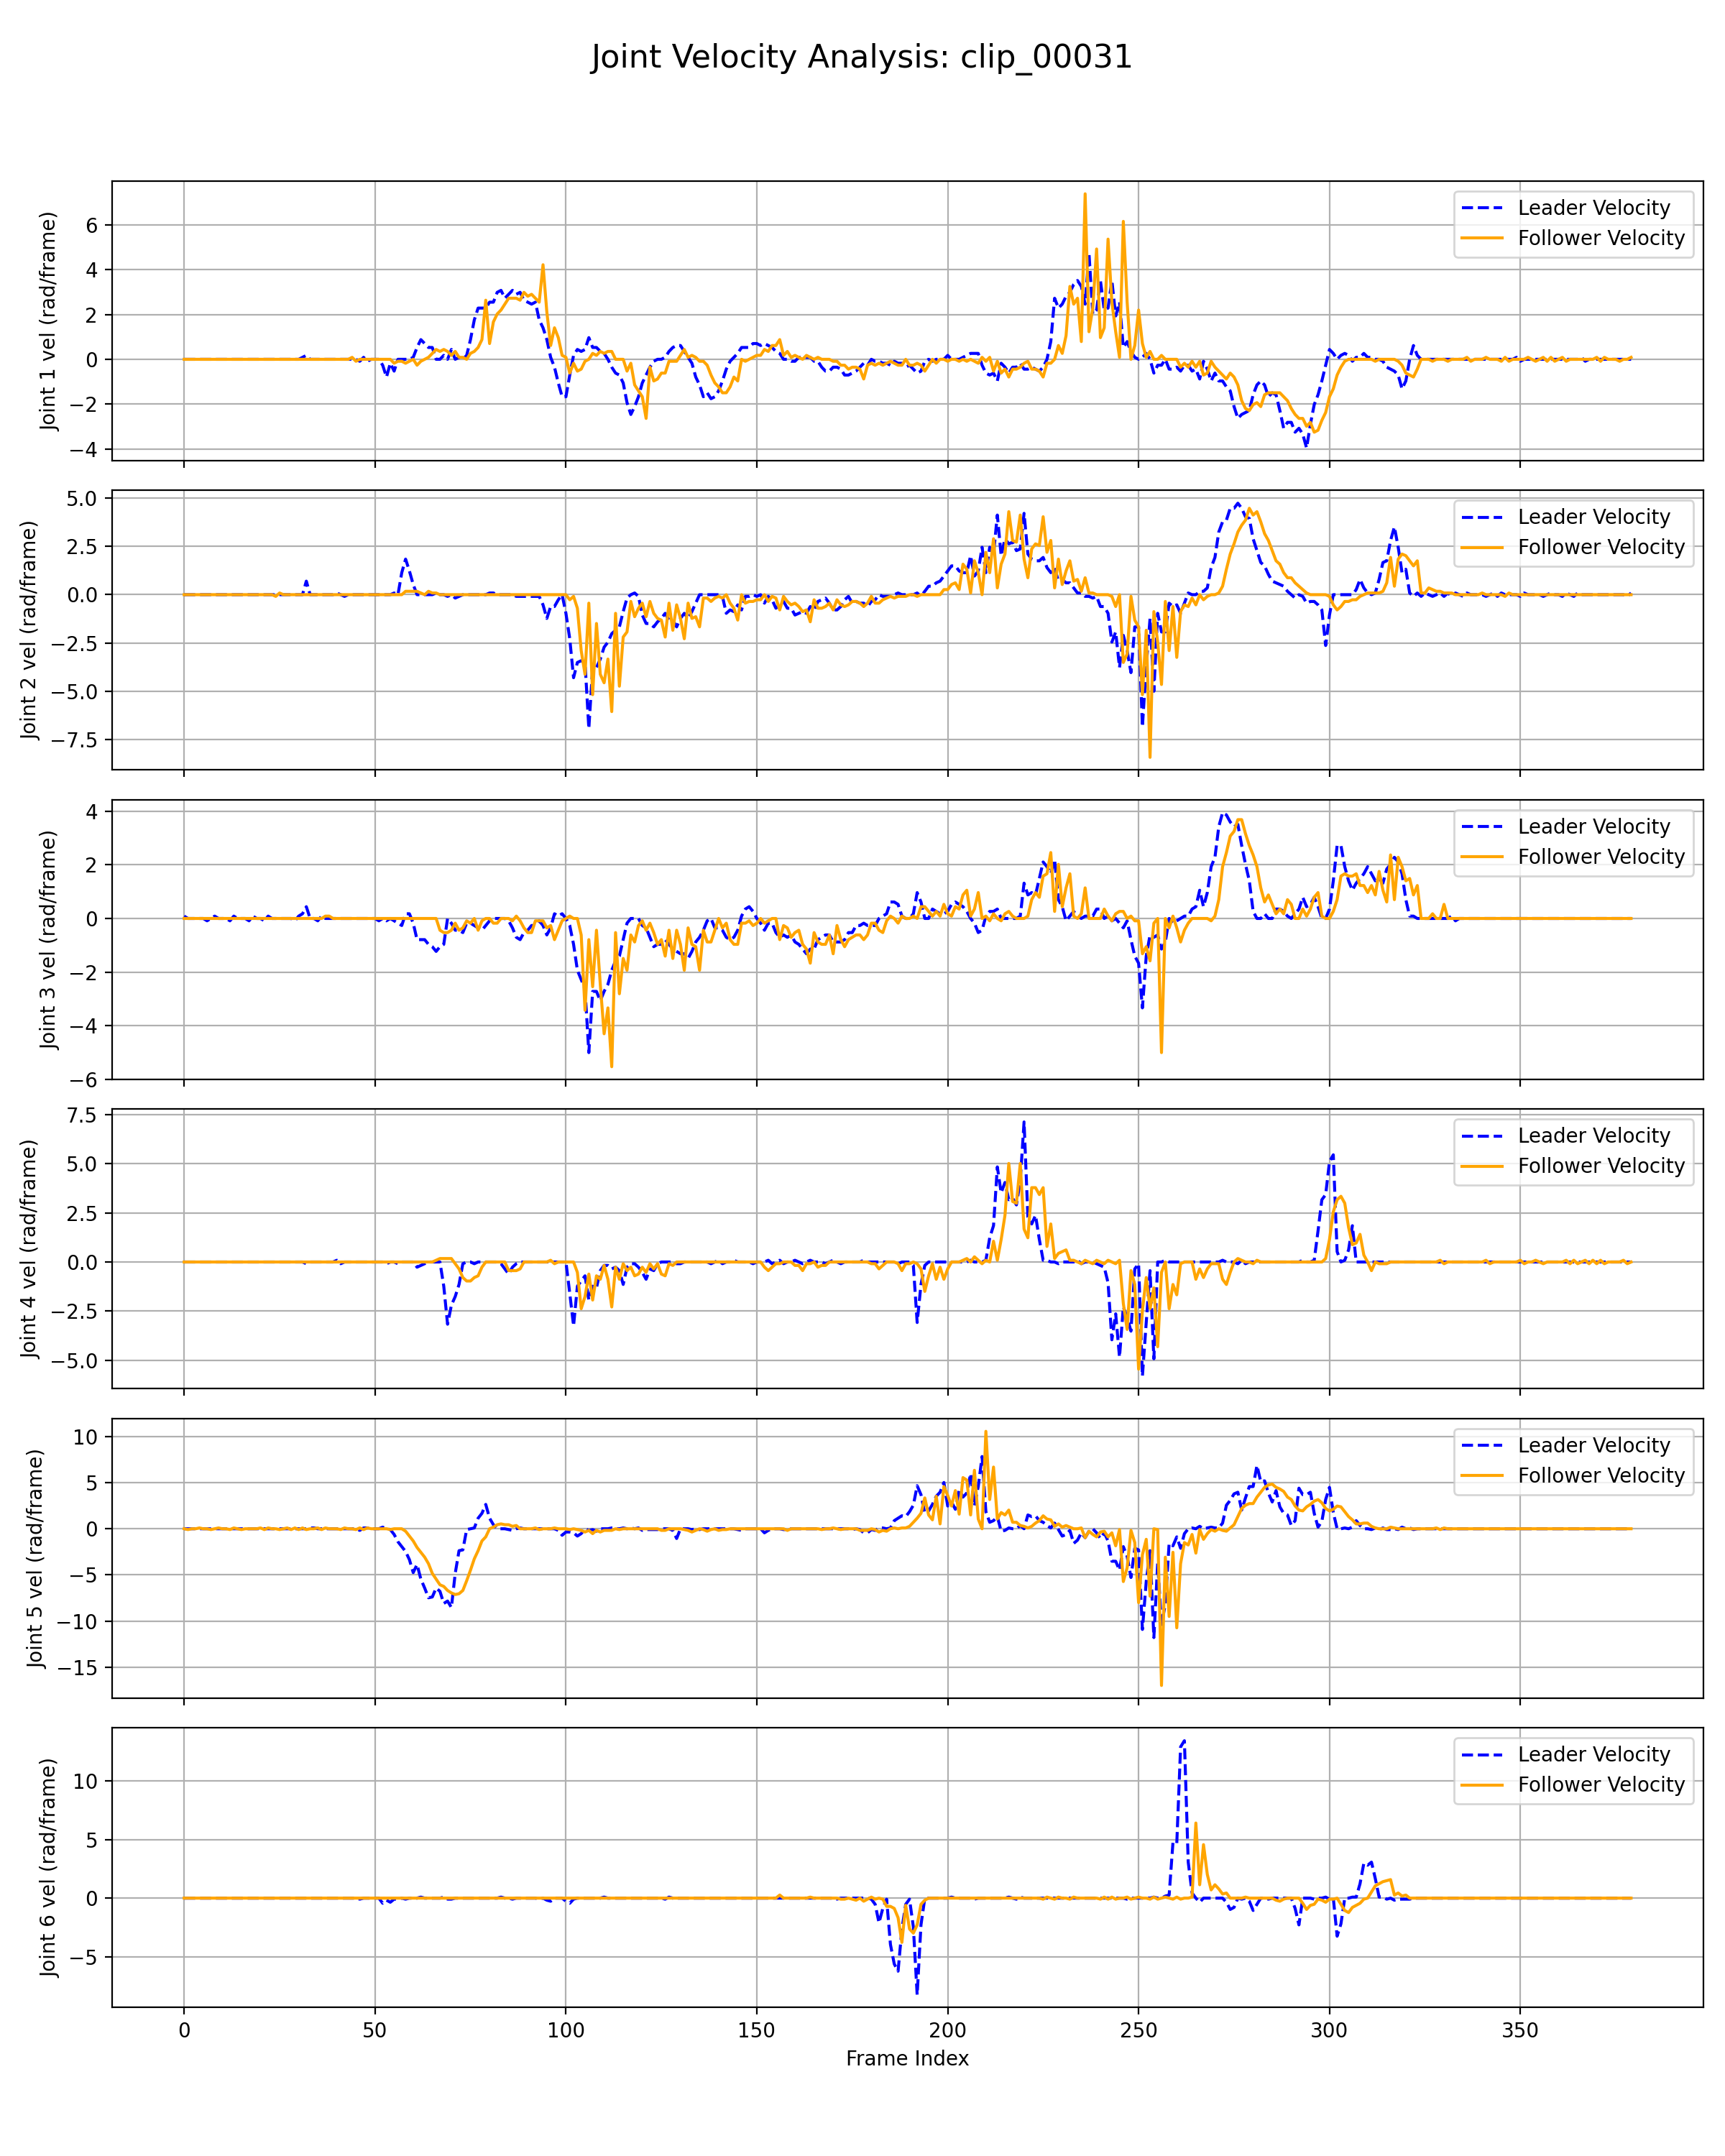 Joint Velocity Analysis: clip_00031
Joint 1 vel (rad/frame)
6
4
2
0
−2
−4
Leader Velocity
Follower Velocity
Joint 2 vel (rad/frame)
5.0
2.5
0.0
−2.5
−5.0
−7.5
Leader Velocity
Follower Velocity
Joint 3 vel (rad/frame)
4
2
0
−2
−4
−6
Leader Velocity
Follower Velocity
Joint 4 vel (rad/frame)
7.5
5.0
2.5
0.0
−2.5
−5.0
Leader Velocity
Follower Velocity
Joint 5 vel (rad/frame)
10
5
0
−5
−10
−15
Leader Velocity
Follower Velocity
Joint 6 vel (rad/frame)
10
5
0
−5
Leader Velocity
Follower Velocity
0 50 100 150 200 250 300 350
Frame Index